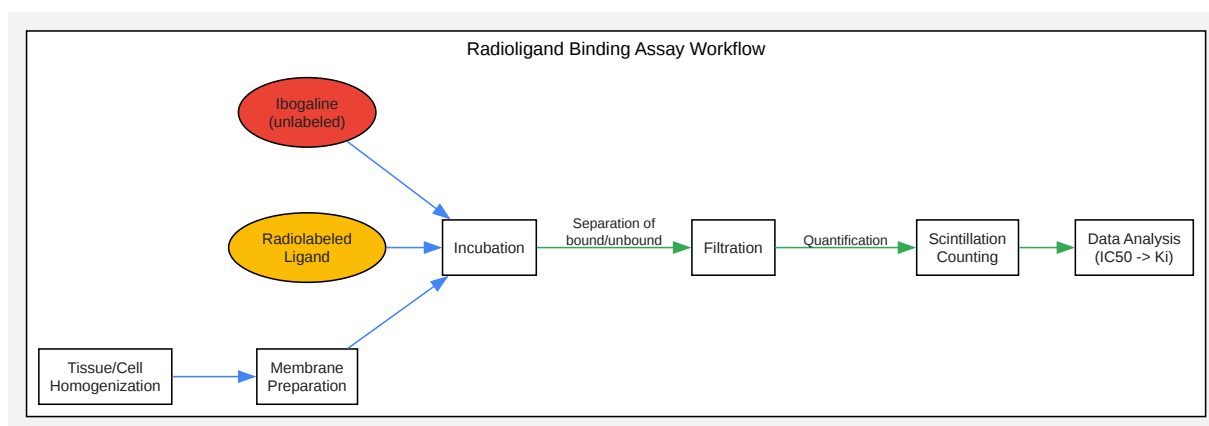 Radioligand Binding Assay Workflow
Ibogaline
(unlabeled)
Radiolabeled
Ligand
Tissue/Cell
Homogenization
Membrane
Preparation
Incubation
Separation of
bound/unbound
Filtration
Quantification
Scintillation
Counting
Data Analysis
(IC50 -> Ki)